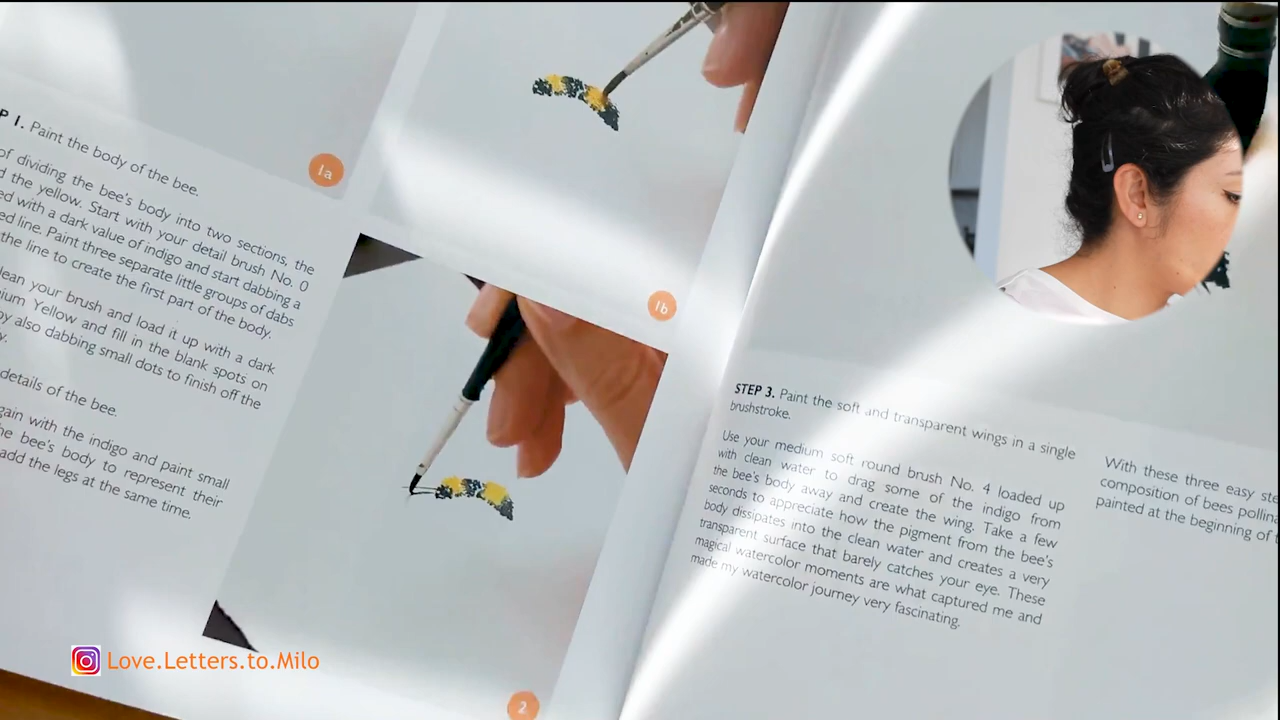 1. Paint the body of the bee.
of dividing the bee's body into two sections, the
the yellow. Start with your detail brush No. 0
with a dark value of indigo and start dabbing a
line. Paint three separate little groups of dabs
the line to create the first part of the body.
your brush and load it up with a dark
Yellow and fill in the blank spots on
by also dabbing small dots to finish off the
details of the bee.
with the indigo and paint small
bee's body to represent their
add the legs at the same time.
1a
1b
2
STEP 3. Paint the soft and transparent wings in a single
brushstroke.
Use your medium soft round brush No. 4 loaded up
with clean water to drag some of the indigo from
the bee's body away and create the wing. Take a few
seconds to appreciate how the pigment from the bee's
body dissipates into the clean water and creates a very
transparent surface that barely catches your eye. These
magical watercolor moments are what captured me and
made my watercolor journey very fascinating.
With these three easy
composition of bees
painted at the beginning of
Love.Letters.to.Milo